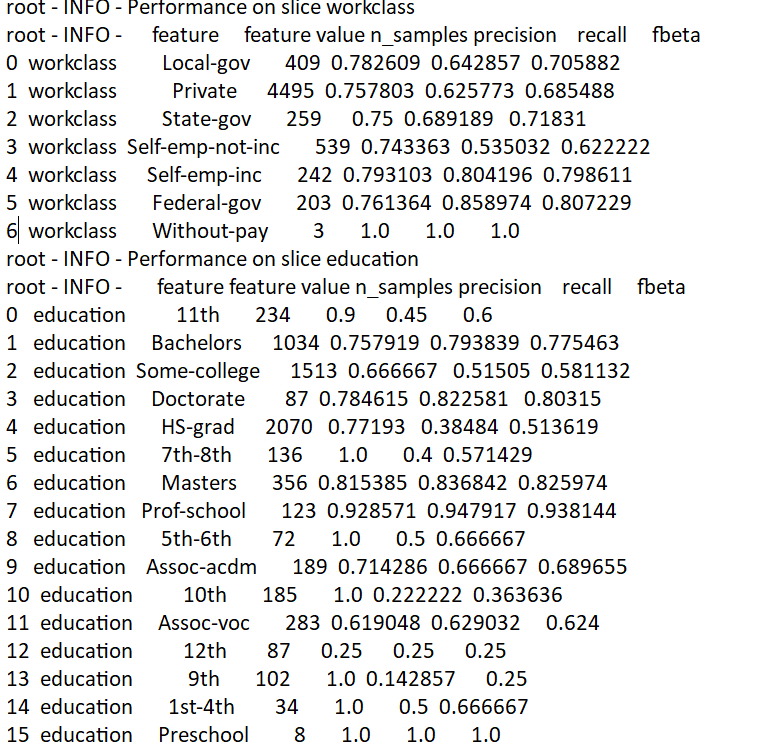 root - INFO - Performance on slice workclass
root - INFO - feature feature value n_samples precision recall fbeta
0 workclass Local-gov 409 0.782609 0.642857 0.705882
1 workclass Private 4495 0.757803 0.625773 0.685488
2 workclass State-gov 259 0.75 0.689189 0.71831
3 workclass Self-emp-not-inc 539 0.743363 0.535032 0.622222
4 workclass Self-emp-inc 242 0.793103 0.804196 0.798611
5 workclass Federal-gov 203 0.761364 0.858974 0.807229
6 workclass Without-pay 3 1.0 1.0 1.0
root - INFO - Performance on slice education
root - INFO - feature feature value n_samples precision recall fbeta
0 education 11th 234 0.9 0.45 0.6
1 education Bachelors 1034 0.757919 0.793839 0.775463
2 education Some-college 1513 0.666667 0.51505 0.581132
3 education Doctorate 87 0.784615 0.822581 0.80315
4 education HS-grad 2070 0.77193 0.38484 0.513619
5 education 7th-8th 136 1.0 0.4 0.571429
6 education Masters 356 0.815385 0.836842 0.825974
7 education Prof-school 123 0.928571 0.947917 0.938144
8 education 5th-6th 72 1.0 0.5 0.666667
9 education Assoc-acdm 189 0.714286 0.666667 0.689655
10 education 10th 185 1.0 0.222222 0.363636
11 education Assoc-voc 283 0.619048 0.629032 0.624
12 education 12th 87 0.25 0.25 0.25
13 education 9th 102 1.0 0.142857 0.25
14 education 1st-4th 34 1.0 0.5 0.666667
15 education Preschool 8 1.0 1.0 1.0